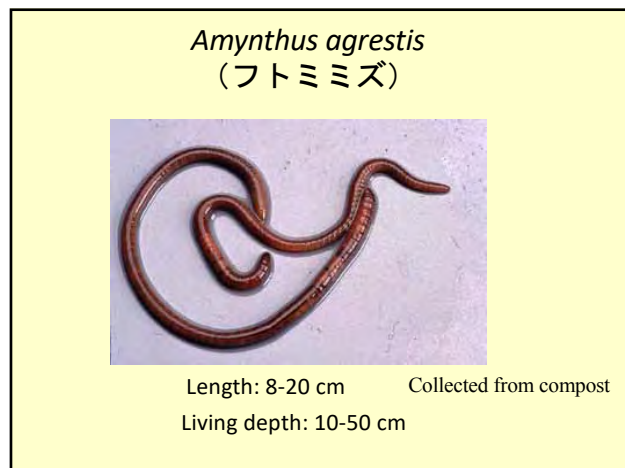 Amynthus agrestis
（フトミミズ）
Length: 8-20 cm
Collected from compost
Living depth: 10-50 cm